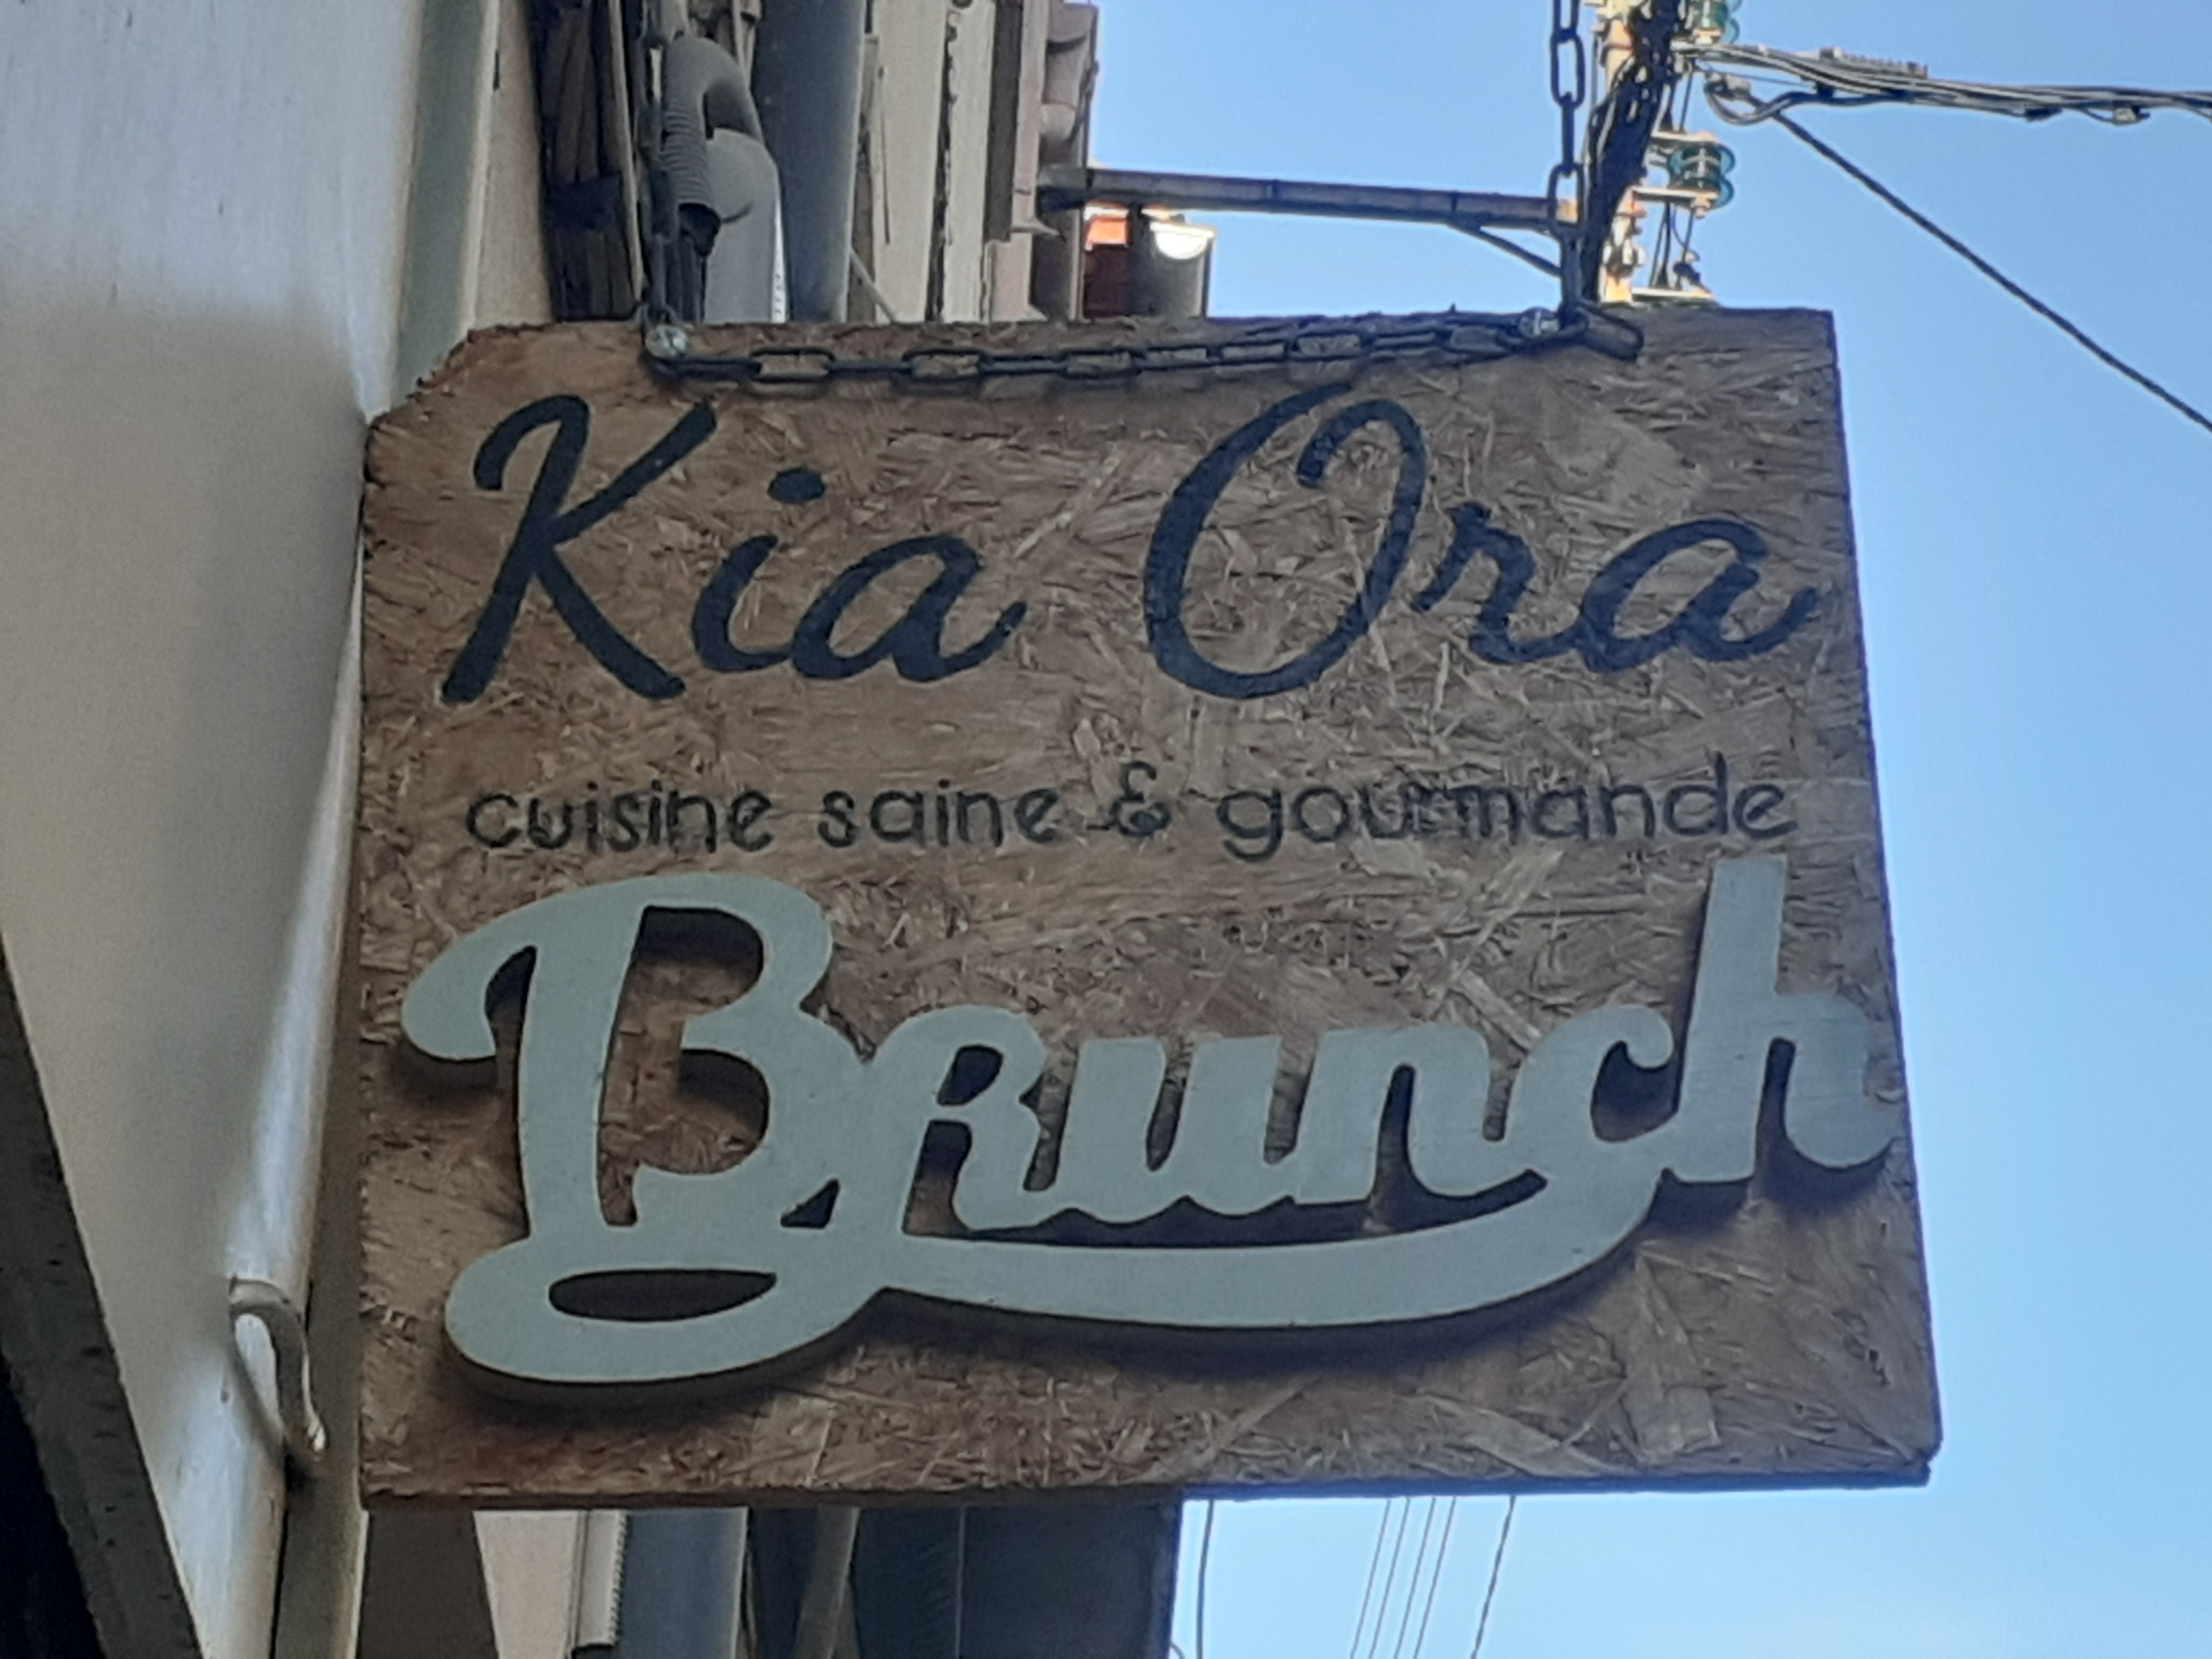 Kia Ora
cuisine saine & gourmande
Brunch